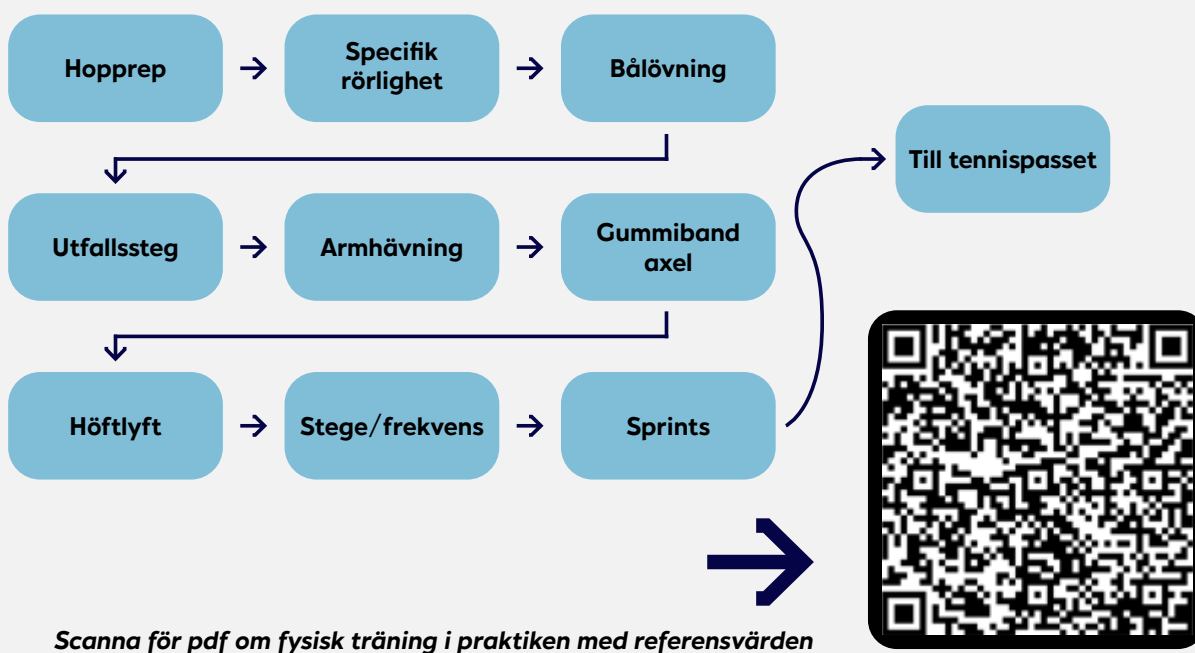 Hopprep
Specifik
rörlighet
Bålövning
Till tennispasset
Utfallssteg
Armhävning
Gummiband
axel
Höftlyft
Stege/frekvens
Sprints
Scanna för pdf om fysisk träning i praktiken med referensvärden